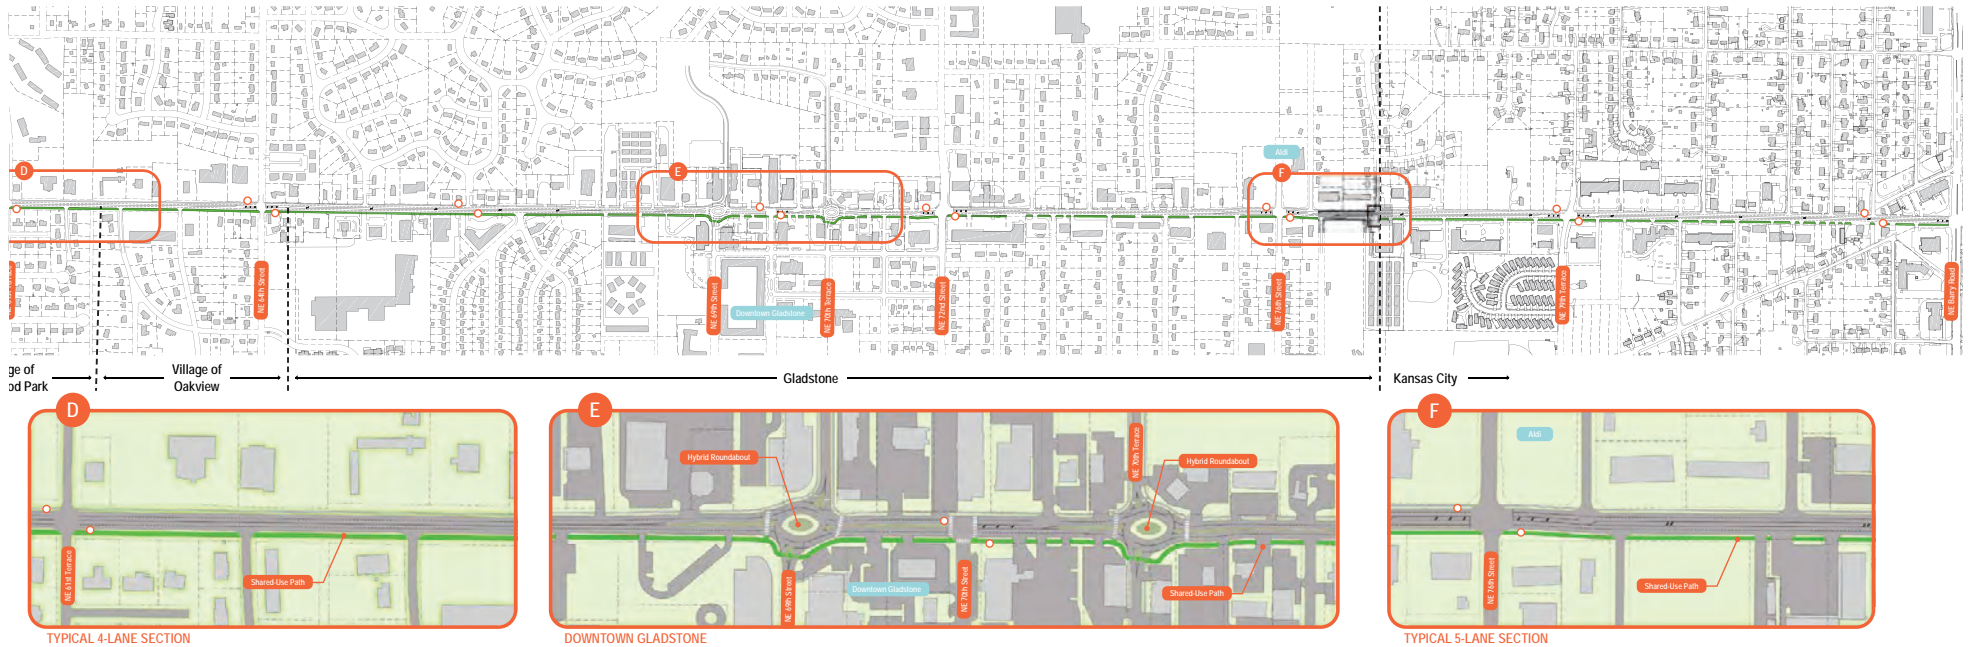 D
E
Aldi
F
NE 64th Street
NE 69th Street
Downtown Gladstone
NE 70th Terrace
NE 72nd Street
NE 76th Street
NE 79th Terrace
NE Barry Road
ge of
od Park
Village of
Oakview
Gladstone
Kansas City
D
NE 61st Terrace
Shared-Use Path
TYPICAL 4-LANE SECTION
E
Hybrid Roundabout
NE 70th Terrace
Hybrid Roundabout
NE 69th Street
Downtown Gladstone
NE 70th Street
Shared-Use Path
DOWNTOWN GLADSTONE
F
Aldi
NE 76th Street
Shared-Use Path
TYPICAL 5-LANE SECTION